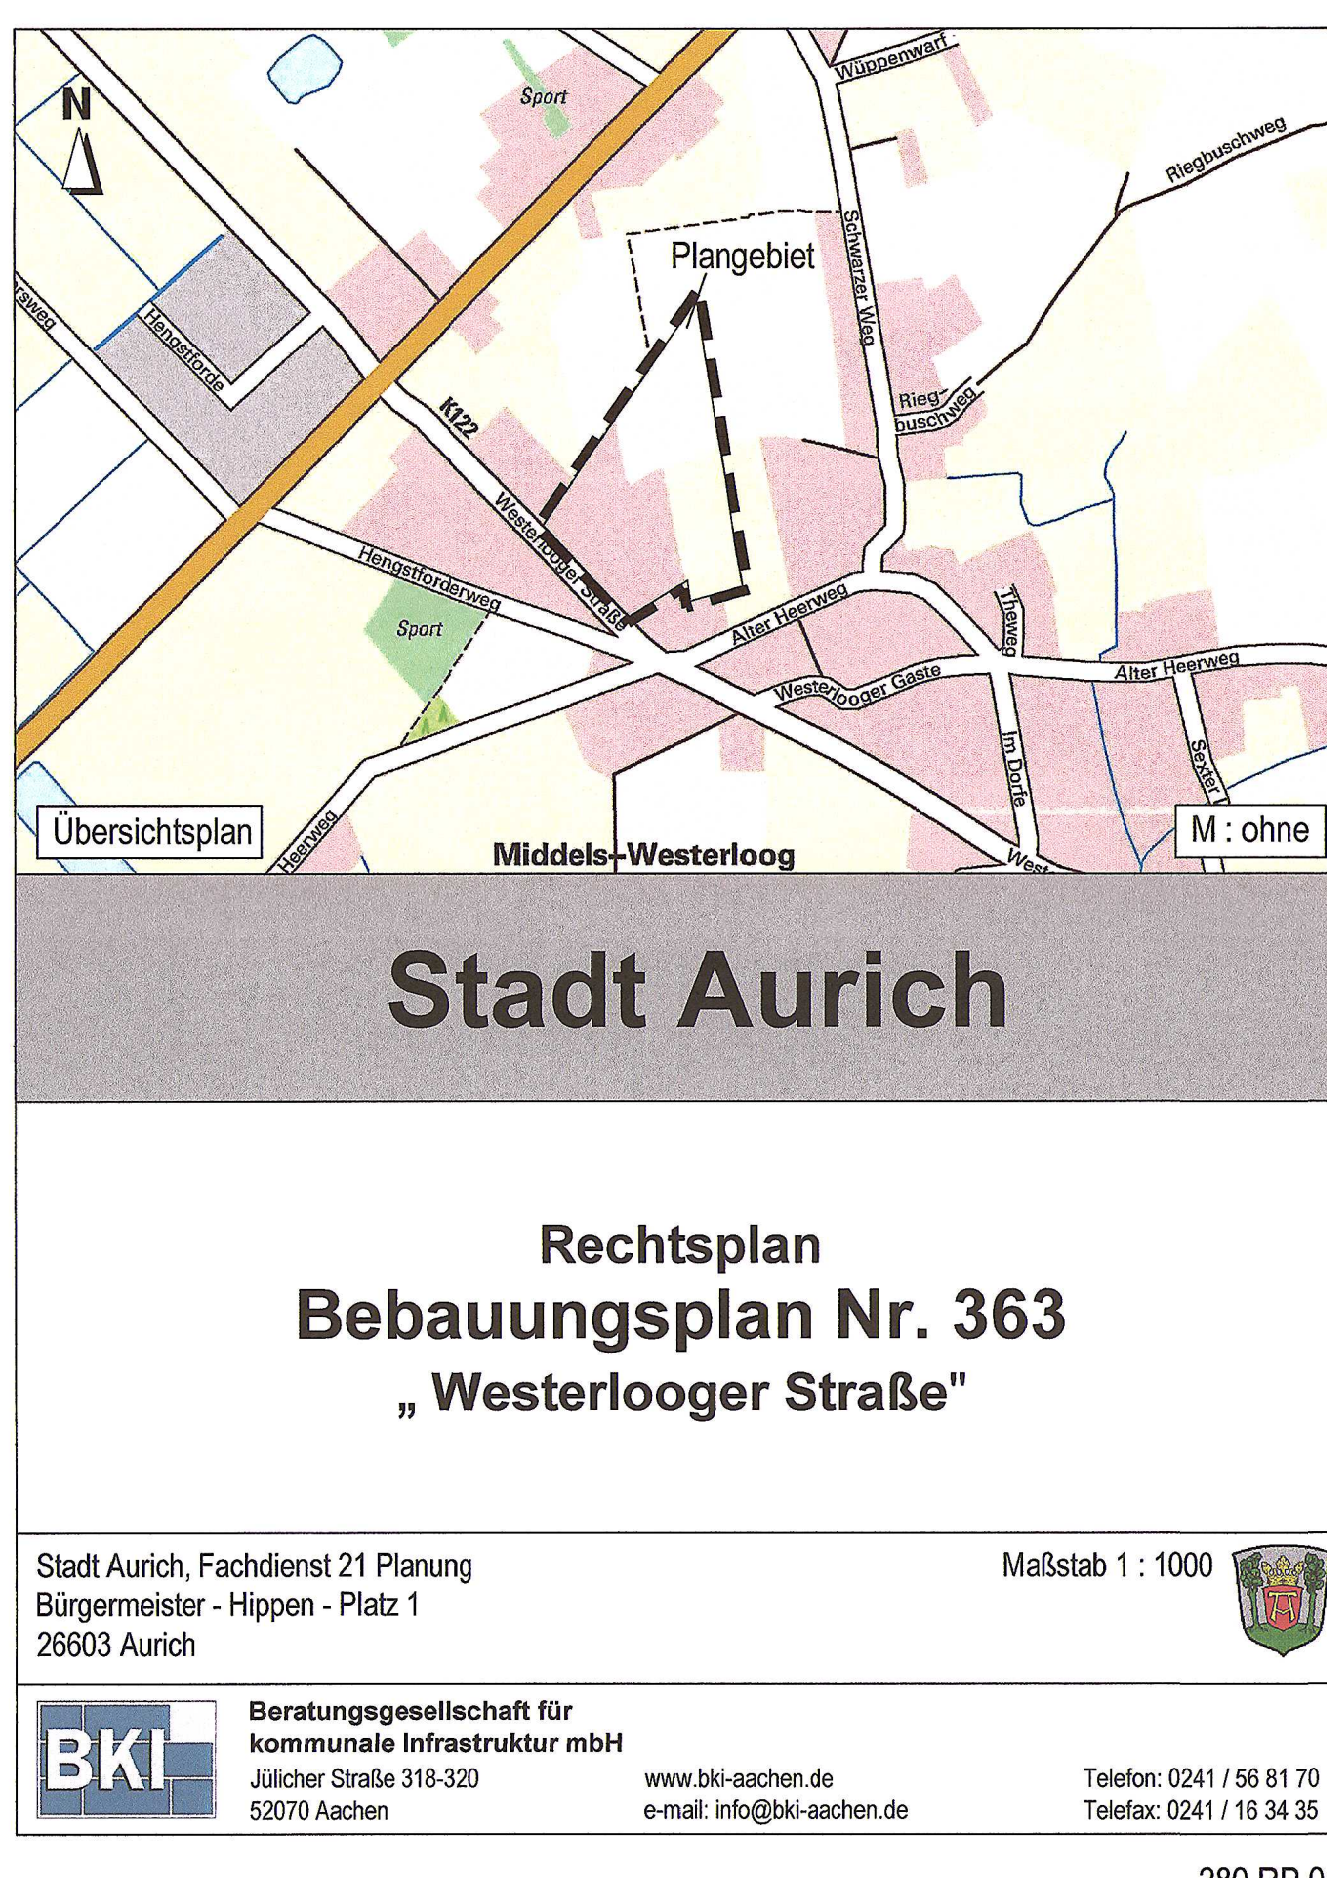 Wüppenwarf
Sport
N
Riegbuschweg
Plangebiet
Schwarzer Weg
ersweg
Hengstforde
Rieg-
buschweg
K122
Westerlooger Straße
Hengstforderweg
Sport
Alter Heerweg
Theweg
Westerlooger Gaste
Alter Heerweg
Im Dorfe
Sexter
Übersichtsplan
Heerweg
M : ohne
Middels-Westerloog
West
Stadt Aurich
Rechtsplan
Bebauungsplan Nr. 363
„ Westerlooger Straße"
Stadt Aurich, Fachdienst 21 Planung
Bürgermeister - Hippen - Platz 1
26603 Aurich
Maßstab 1 : 1000
BKI
Beratungsgesellschaft für
kommunale Infrastruktur mbH
Jülicher Straße 318-320
52070 Aachen
www.bki-aachen.de
e-mail: info@bki-aachen.de
Telefon: 0241 / 56 81 70
Telefax: 0241 / 16 34 35